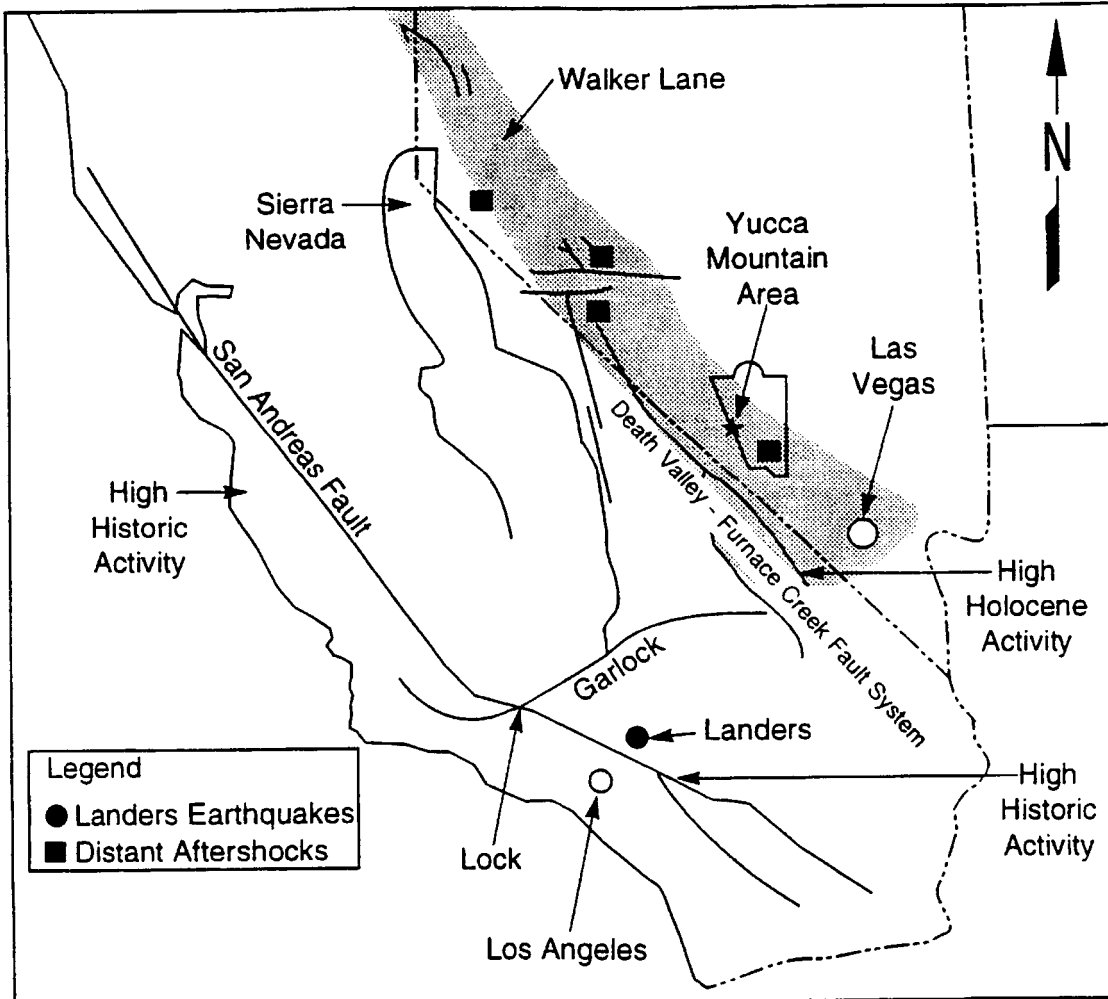 Walker Lane
N
Sierra
Nevada
Yucca
Mountain
Area
Las
Vegas
San Andreas Fault
High
Historic
Activity
Death Valley - Furnace Creek Fault System
High
Holocene
Activity
Garlock
Landers
Legend
Landers Earthquakes
Distant Aftershocks
High
Historic
Activity
Lock
Los Angeles